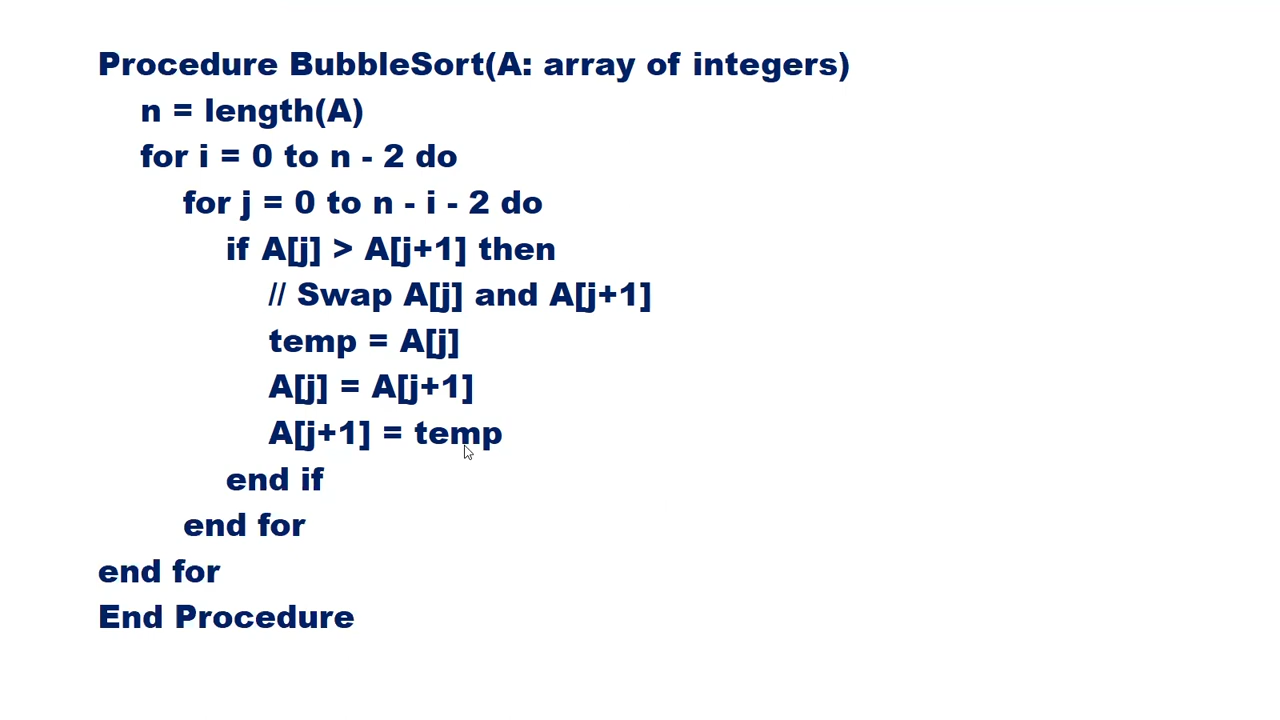 Procedure BubbleSort(A: array of integers)
n = length(A)
for i = 0 to n - 2 do
for j = 0 to n - i - 2 do
if A[j] > A[j+1] then
// Swap A[j] and A[j+1]
temp = A[j]
A[j] = A[j+1]
A[j+1] = temp
end if
end for
end for
End Procedure